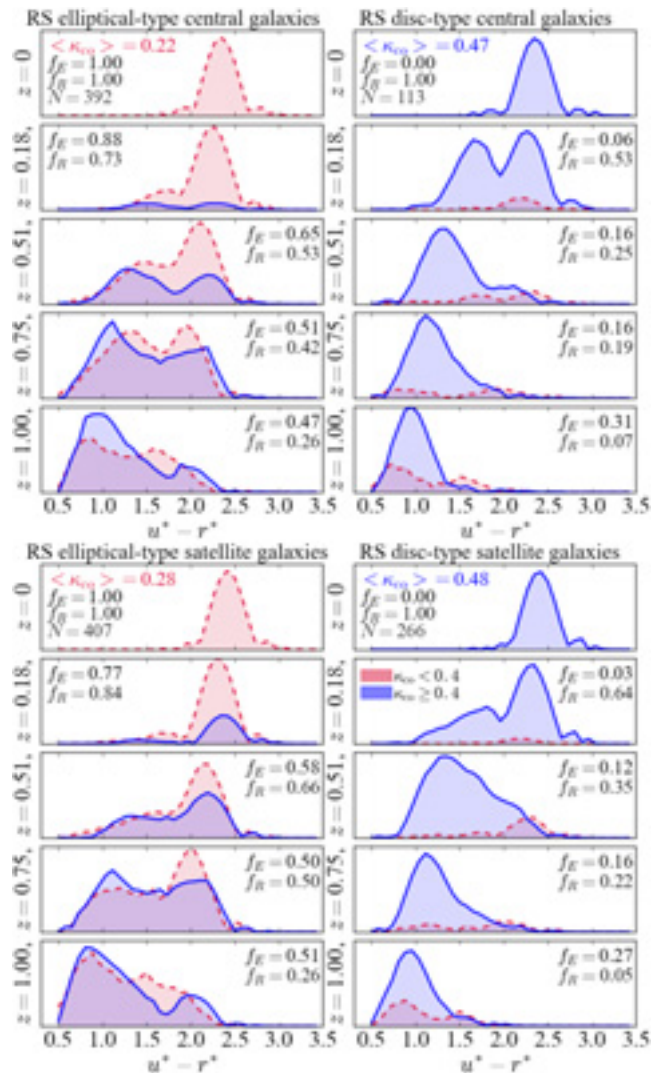 RS elliptical-type central galaxies
RS disc-type central galaxies
< κco > = 0.22
fE = 1.00
fR = 1.00
N = 392
z = 0
< κco > = 0.47
fE = 0.00
fR = 1.00
N = 113
z = 0
fE = 0.88
fR = 0.73
z = 0.18,
fE = 0.06
fR = 0.53
z = 0.18,
fE = 0.65
fR = 0.53
z = 0.51,
fE = 0.16
fR = 0.25
z = 0.51,
fE = 0.51
fR = 0.42
z = 0.75,
fE = 0.16
fR = 0.19
z = 0.75,
fE = 0.47
fR = 0.26
z = 1.00,
fE = 0.31
fR = 0.07
z = 1.00,
0.5 1.0 1.5 2.0 2.5 3.0 3.5
0.5 1.0 1.5 2.0 2.5 3.0 3.5
u* − r*
u* − r*
RS elliptical-type satellite galaxies
RS disc-type satellite galaxies
< κco > = 0.28
fE = 1.00
fR = 1.00
N = 407
z = 0
< κco > = 0.48
fE = 0.00
fR = 1.00
N = 266
z = 0
fE = 0.77
fR = 0.84
z = 0.18,
κco < 0.4
κco ≥ 0.4
fE = 0.03
fR = 0.64
z = 0.18,
fE = 0.58
fR = 0.66
z = 0.51,
fE = 0.12
fR = 0.35
z = 0.51,
fE = 0.50
fR = 0.50
z = 0.75,
fE = 0.16
fR = 0.22
z = 0.75,
fE = 0.51
fR = 0.26
z = 1.00,
fE = 0.27
fR = 0.05
z = 1.00,
0.5 1.0 1.5 2.0 2.5 3.0 3.5
0.5 1.0 1.5 2.0 2.5 3.0 3.5
u* − r*
u* − r*